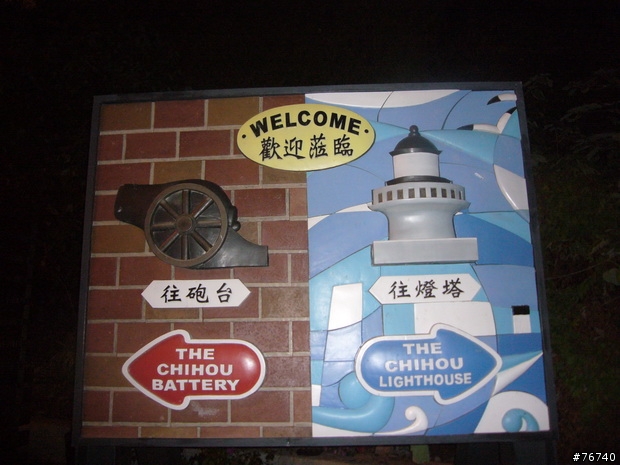 WELCOME
歡迎蒞臨
往砲台
往燈塔
THE
CHIHOU
BATTERY
THE
CHIHOU
LIGHTHOUSE
#76740